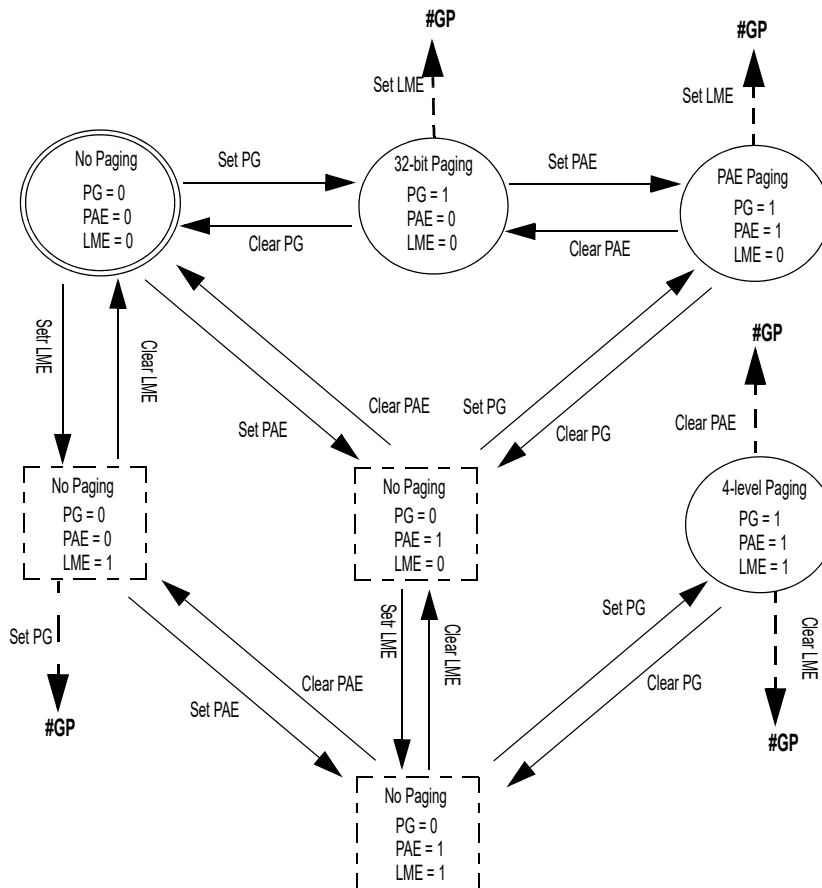 #GP
#GP
Set LME
Set LME
No Paging
PG = 0
PAE = 0
LME = 0
Set PG
Clear PG
32-bit Paging
PG = 1
PAE = 0
LME = 0
Set PAE
Clear PAE
PAE Paging
PG = 1
PAE = 1
LME = 0
Setr LME
Clear LME
Set PAE
Clear PAE
Set PG
Clear PG
#GP
Clear PAE
No Paging
PG = 0
PAE = 0
LME = 1
No Paging
PG = 0
PAE = 1
LME = 0
4-level Paging
PG = 1
PAE = 1
LME = 1
Set PG
#GP
Set PAE
Clear PAE
Setr LME
Clear LME
Set PG
Clear PG
Clear LME
#GP
No Paging
PG = 0
PAE = 1
LME = 1